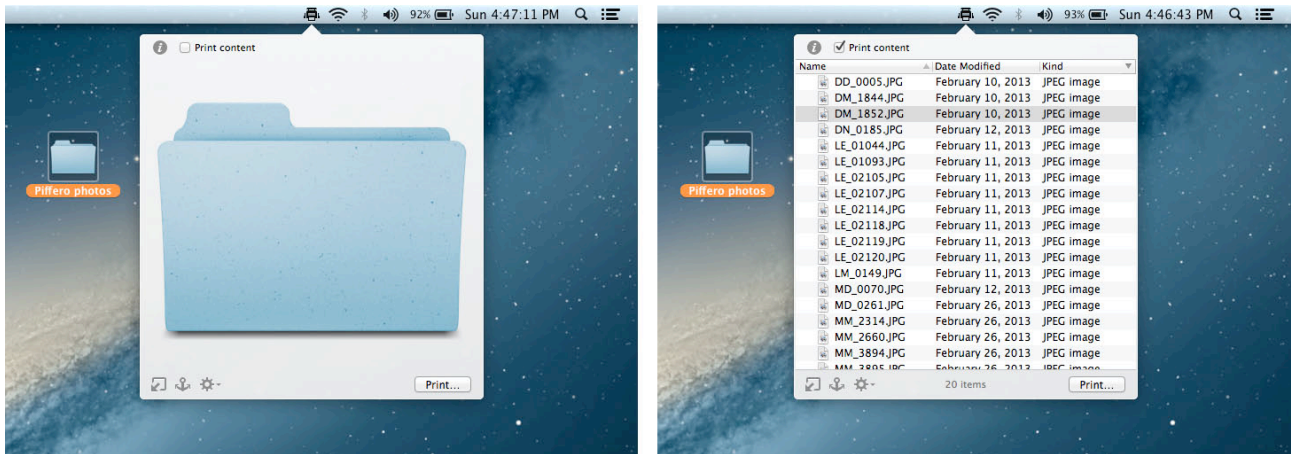 92% Sun 4:47:11 PM
Print content
Piffero photos
Print...
93% Sun 4:46:43 PM
Print content
Name Date Modified Kind
DD_0005.JPG February 10, 2013 JPEG image
DM_1844.JPG February 10, 2013 JPEG image
DM_1852.JPG February 10, 2013 JPEG image
DN_0185.JPG February 12, 2013 JPEG image
LE_01044.JPG February 11, 2013 JPEG image
LE_01093.JPG February 11, 2013 JPEG image
LE_02105.JPG February 11, 2013 JPEG image
LE_02107.JPG February 11, 2013 JPEG image
LE_02114.JPG February 11, 2013 JPEG image
LE_02118.JPG February 11, 2013 JPEG image
LE_02119.JPG February 11, 2013 JPEG image
LE_02120.JPG February 11, 2013 JPEG image
LM_0149.JPG February 11, 2013 JPEG image
MD_0070.JPG February 12, 2013 JPEG image
MD_0261.JPG February 26, 2013 JPEG image
MM_2314.JPG February 26, 2013 JPEG image
MM_2660.JPG February 26, 2013 JPEG image
MM_3894.JPG February 26, 2013 JPEG image
MM_3895.JPG February 26, 2013 JPEG image
Piffero photos
20 items Print...